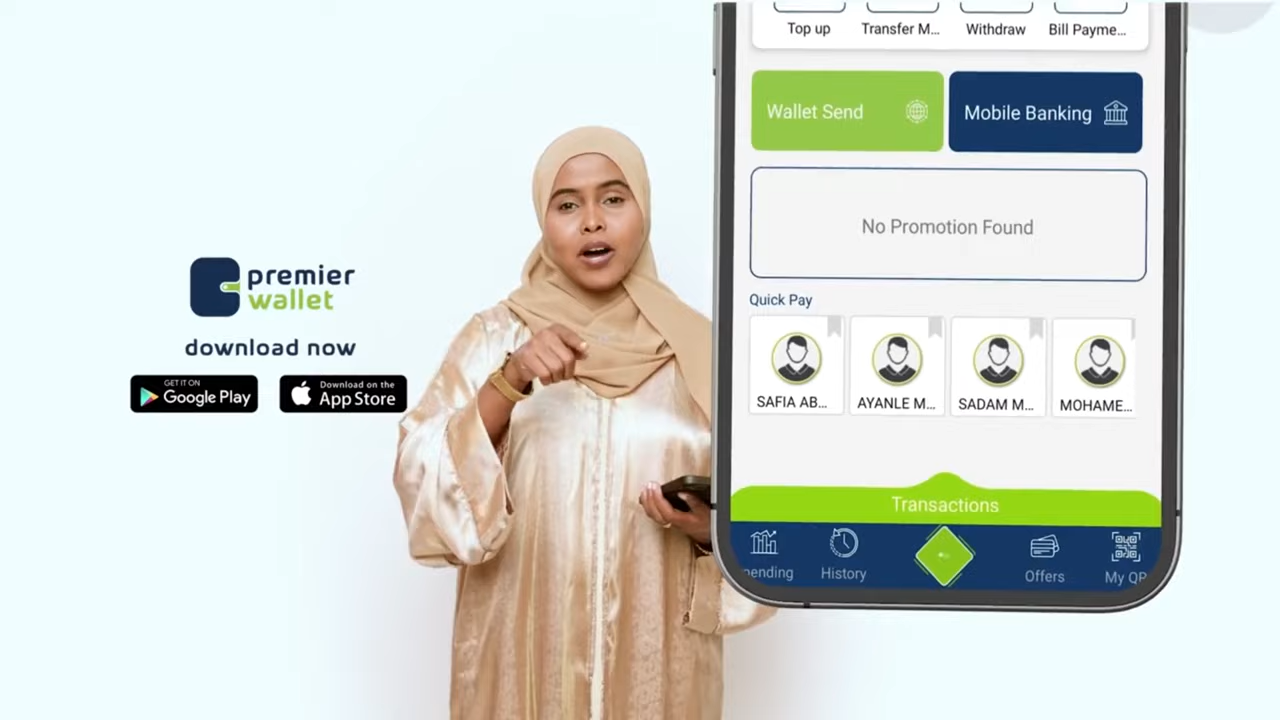 premier
wallet
download now
GET IT ON
Google Play
Download on the
App Store
Top up
Transfer M...
Withdraw
Bill Payme...
Wallet Send
Mobile Banking
No Promotion Found
Quick Pay
SAFIA AB...
AYANLE M...
SADAM M...
MOHAME...
Transactions
pending
History
Offers
My QR